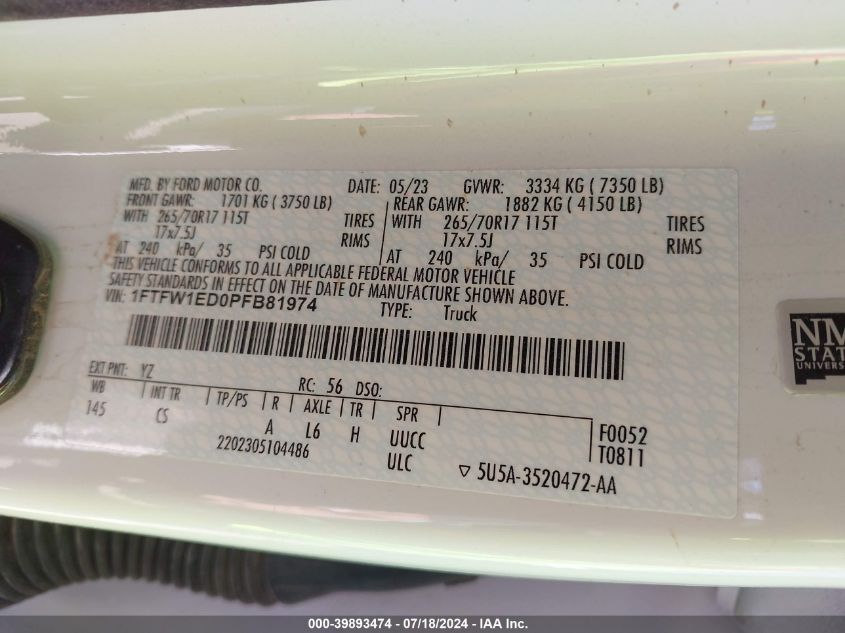 MFD. BY FORD MOTOR CO. DATE: 05/23 GVWR: 3334 KG ( 7350 LB)
FRONT GAWR: 1701 KG ( 3750 LB) REAR GAWR: 1882 KG ( 4150 LB)
WITH 265/70R17 115T TIRES WITH 265/70R17 115T TIRES
17x7.5J RIMS 17x7.5J RIMS
AT 240 kPa/ 35 PSI COLD AT 240 kPa/ 35 PSI COLD
THIS VEHICLE CONFORMS TO ALL APPLICABLE FEDERAL MOTOR VEHICLE
SAFETY STANDARDS IN EFFECT ON THE DATE OF MANUFACTURE SHOWN ABOVE.
VIN: 1FTFW1ED0PFB81974 TYPE: Truck
EXT PNT: YZ RC: 56 DSO:
WB INT TR TP/PS R AXLE TR SPR
145 CS A L6 H UUCC F0052
2202305104486 ULC T0811
5U5A-3520472-AA
NM
STAT
UNIVERS
000-39893474 - 07/18/2024 - IAA Inc.